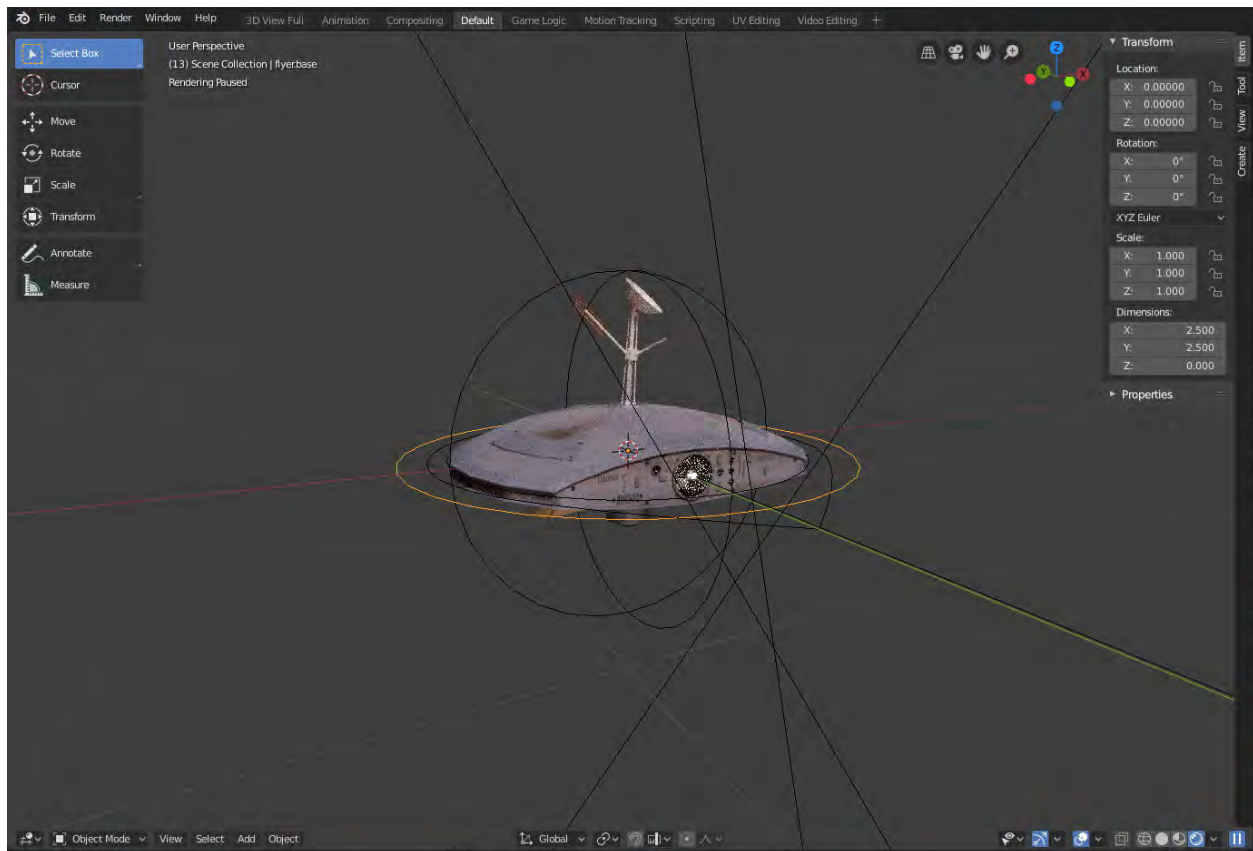 File Edit Render Window Help 3D View Full Animation Compositing Default Game Logic Motion Tracking Scripting UV Editing Video Editing +
Select Box
Cursor
Move
Rotate
Scale
Transform
Annotate
Measure
User Perspective
(13) Scene Collection | flyer.base
Rendering Paused
Z
Y
X
Transform
Location:
X: 0.00000
Y: 0.00000
Z: 0.00000
Rotation:
X: 0°
Y: 0°
Z: 0°
XYZ Euler
Scale:
X: 1.000
Y: 1.000
Z: 1.000
Dimensions:
X: 2.500
Y: 2.500
Z: 0.000
Properties
Item
Tool
View
Create
Object Mode View Select Add Object Global